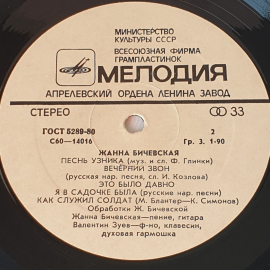 МИНИСТЕРСТВО
КУЛЬТУРЫ СССР
ВСЕСОЮЗНАЯ ФИРМА
ГРАМПЛАСТИНОК
МЕЛОДИЯ
АПРЕЛЕВСКИЙ ОРДЕНА ЛЕНИНА ЗАВОД
СТЕРЕО 33
ГОСТ 5289-80 2
С60—14016 Гр. 3. 1-90
ЖАННА БИЧЕВСКАЯ
ПЕСНЬ УЗНИКА (муз. и сл. Ф. Глинки)
ВЕЧЕРНИЙ ЗВОН
(русская нар. песня, сл. И. Козлова)
ЭТО БЫЛО ДАВНО
Я В САДОЧКЕ БЫЛА (русские нар. песни)
КАК СЛУЖИЛ СОЛДАТ (М. Блантер—К. Симонов)
Обработки Ж. Бичевской
Жанна Бичевская—пение, гитара
Валентин Зуев—ф-но, клавесин,
духовая гармошка